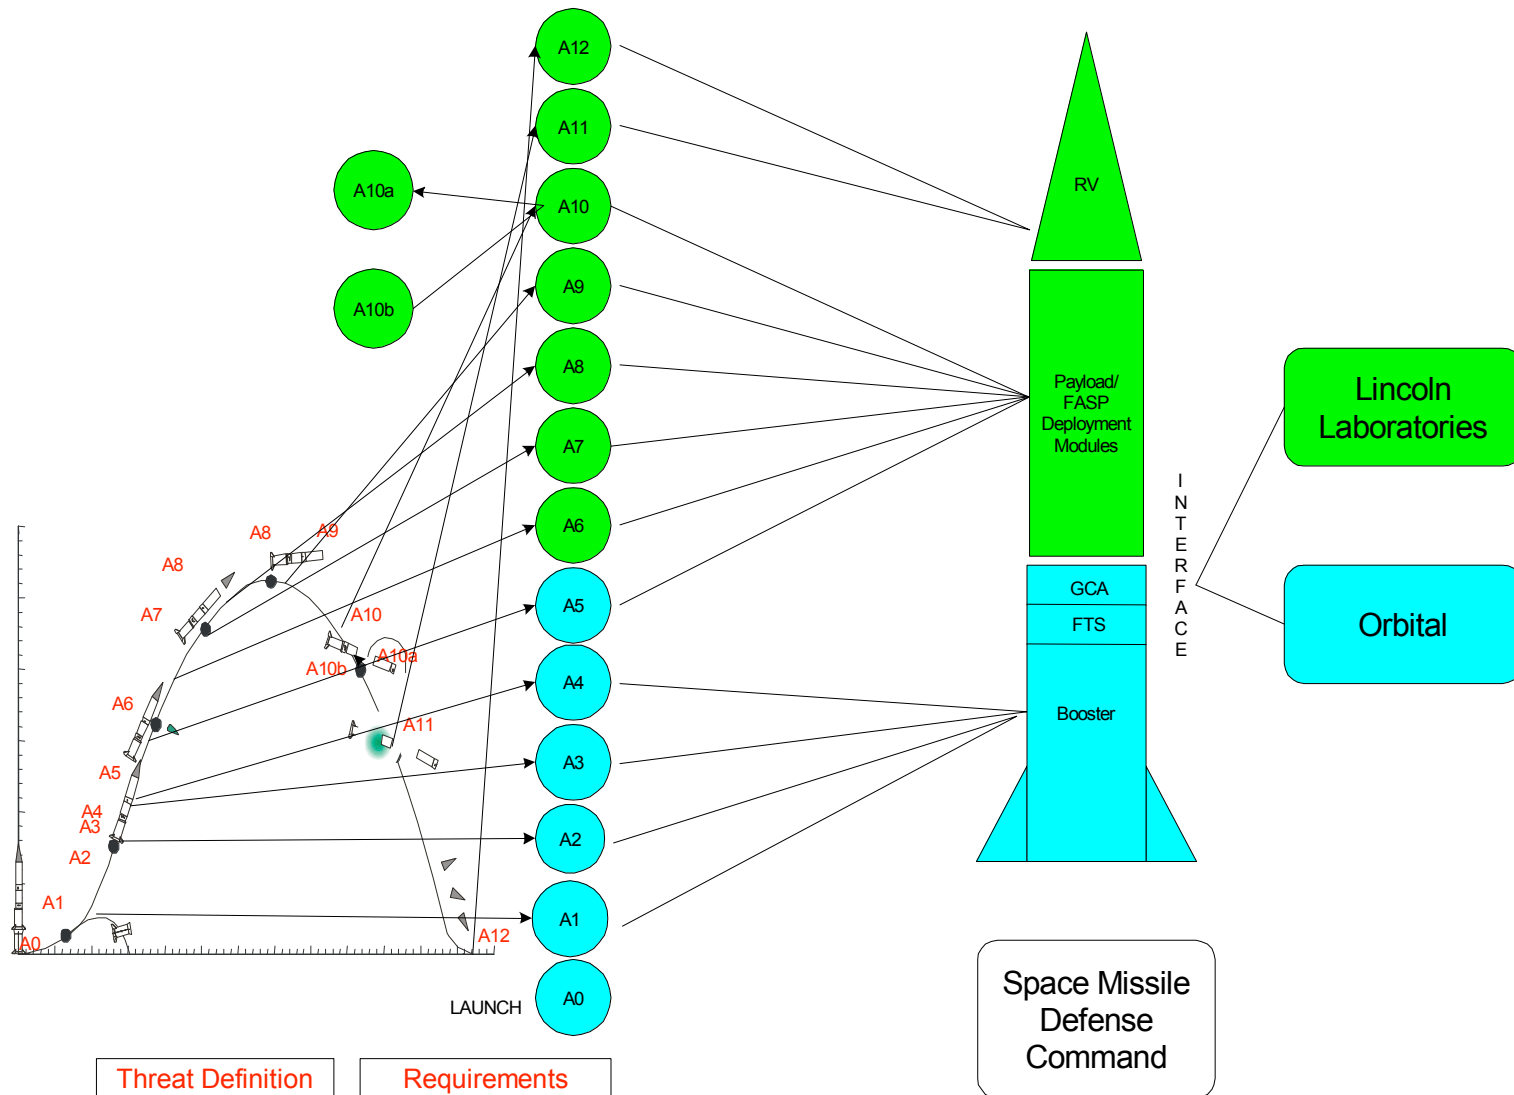 A12
A11
A10
A10a
A9
A10b
A8
A7
A6
A5
A4
A3
A2
A1
A0
LAUNCH
A8
A9
A8
A7
A10
A10a
A10b
A6
A11
A5
A4
A3
A2
A1
A0
A12
Threat Definition
Requirements
RV
Payload/
FASP
Deployment
Modules
GCA
FTS
Booster
INTERFACE
Lincoln
Laboratories
Orbital
Space Missile
Defense
Command